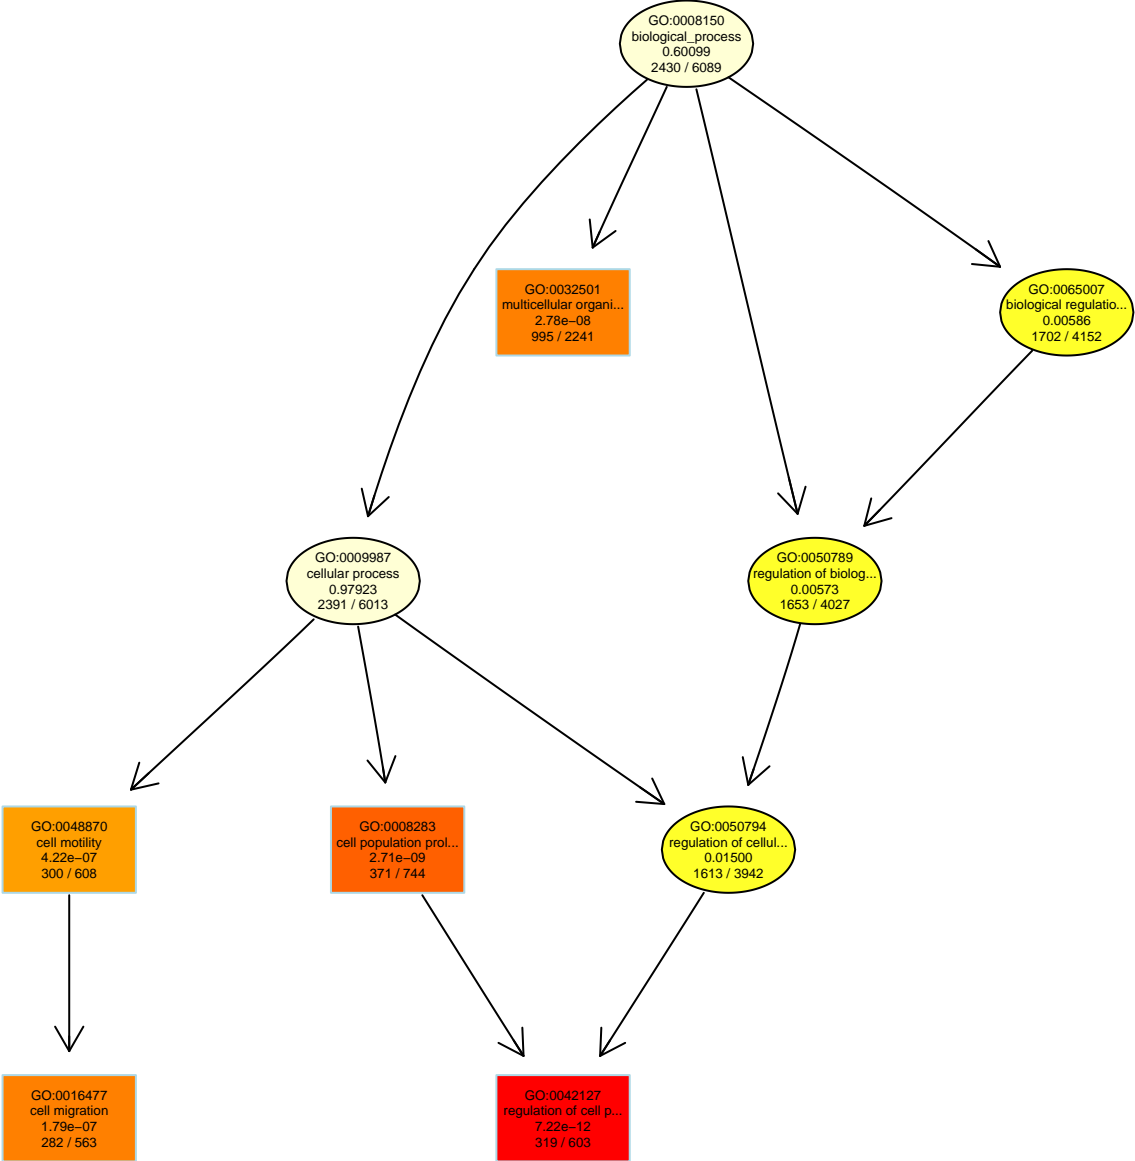 GO:0008150
biological_process
0.60099
2430 / 6089
GO:0032501
multicellular organi...
2.78e−08
995 / 2241
GO:0065007
biological regulatio...
0.00586
1702 / 4152
GO:0009987
cellular process
0.97923
2391 / 6013
GO:0050789
regulation of biolog...
0.00573
1653 / 4027
GO:0048870
cell motility
4.22e−07
300 / 608
GO:0008283
cell population prol...
2.71e−09
371 / 744
GO:0050794
regulation of cellul...
0.01500
1613 / 3942
GO:0016477
cell migration
1.79e−07
282 / 563
GO:0042127
regulation of cell p...
7.22e−12
319 / 603